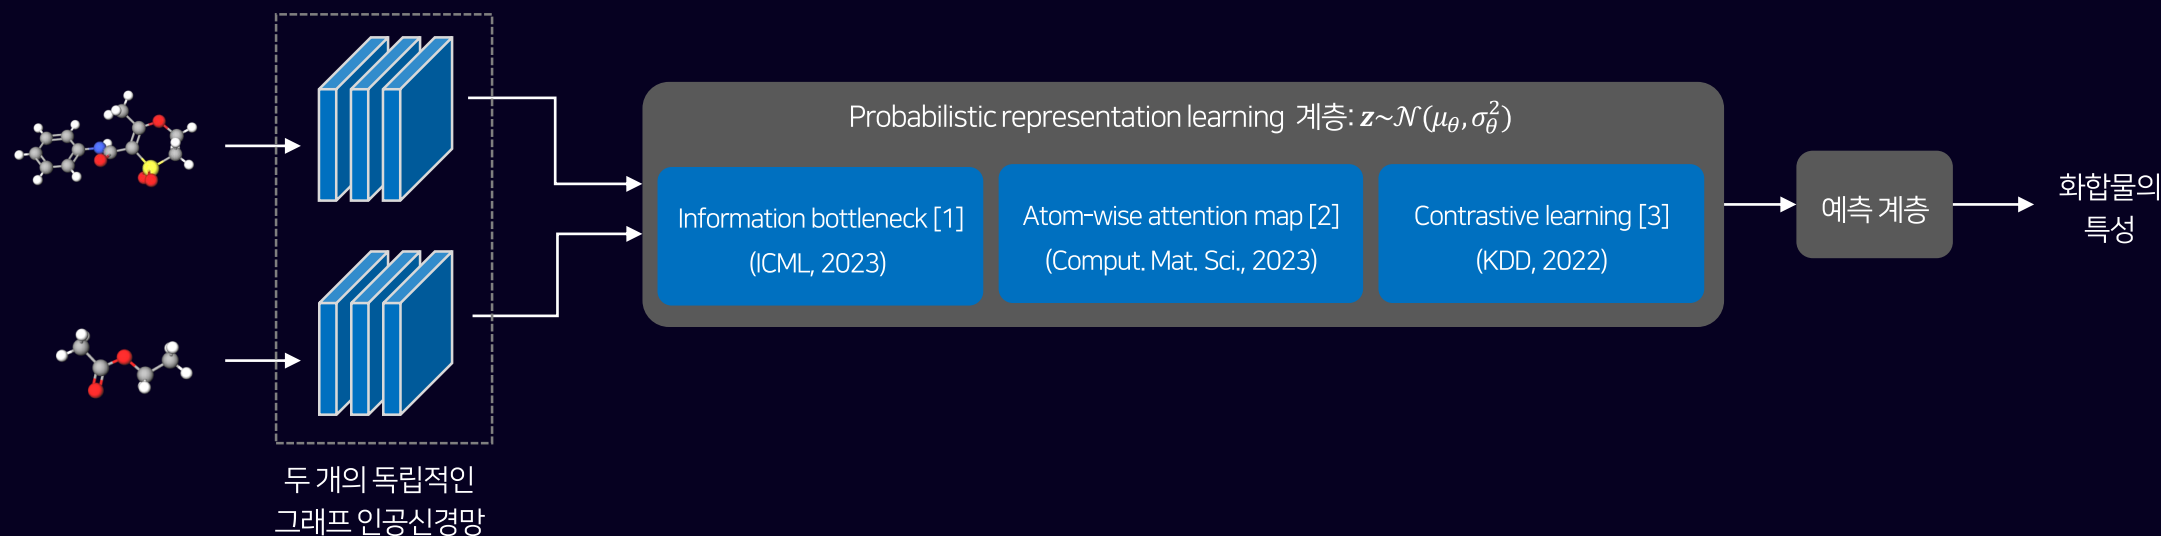 Probabilistic representation learning 계층: z~𝒩(μ_θ, σ_θ^2)
Information bottleneck [1]
(ICML, 2023)
Atom-wise attention map [2]
(Comput. Mat. Sci., 2023)
Contrastive learning [3]
(KDD, 2022)
예측 계층
화합물의
특성
두 개의 독립적인
그래프 인공신경망